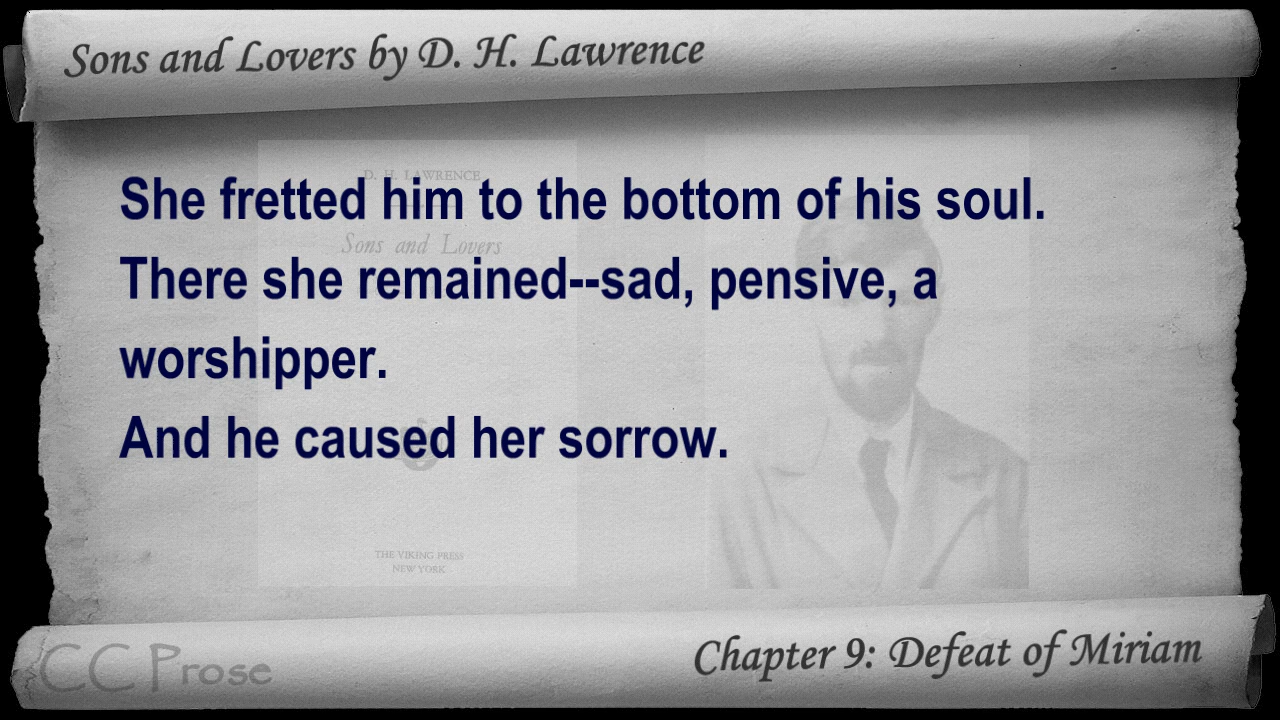 Sons and Lovers by D. H. Lawrence
D. H. LAWRENCE
She fretted him to the bottom of his soul.
Sons and Lovers
There she remained--sad, pensive, a
worshipper.
And he caused her sorrow.
THE VIKING PRESS
NEW YORK
CC Prose
Chapter 9: Defeat of Miriam